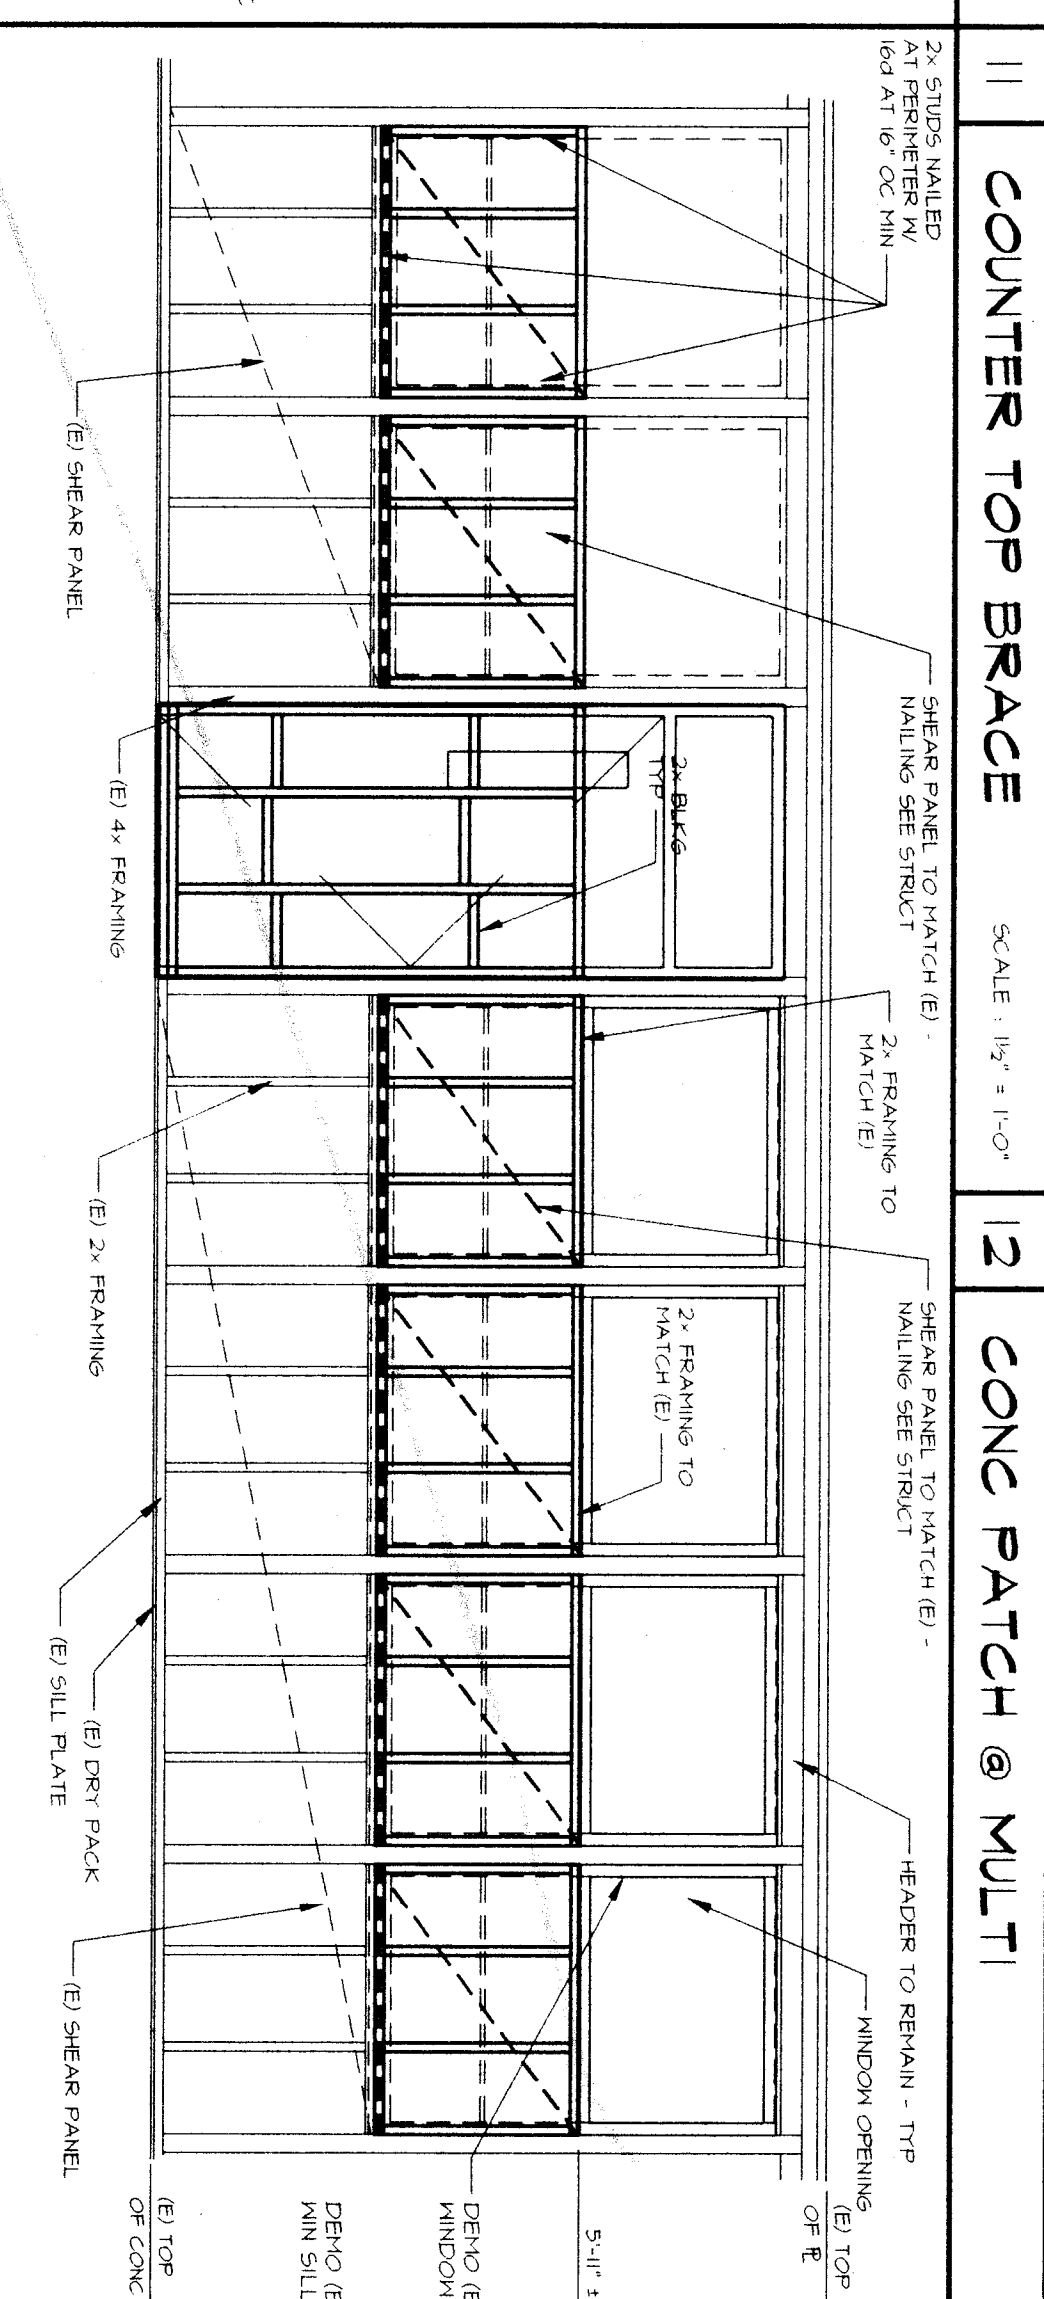 11
COUNTER TOP BRACE
SCALE : 1½" = 1'-0"
12
CONC PATCH @ MULTI
2x STUDS NAILED
AT PERIMETER W/
16d AT 16" OC MIN
SHEAR PANEL TO MATCH (E) -
NAILING SEE STRUCT
2x FRAMING TO
MATCH (E)
SHEAR PANEL TO MATCH (E) -
NAILING SEE STRUCT
HEADER TO REMAIN - TYP
WINDOW OPENING
(E) TOP
OF PL
2x BLKG
TYP
2x FRAMING TO
MATCH (E)
5'-11" ±
DEMO (E
WINDOW
DEMO (E
WIN SILL
(E) TOP
OF CONC
(E) SHEAR PANEL
(E) 4x FRAMING
(E) 2x FRAMING
(E) DRY PACK
(E) SILL PLATE
(E) SHEAR PANEL